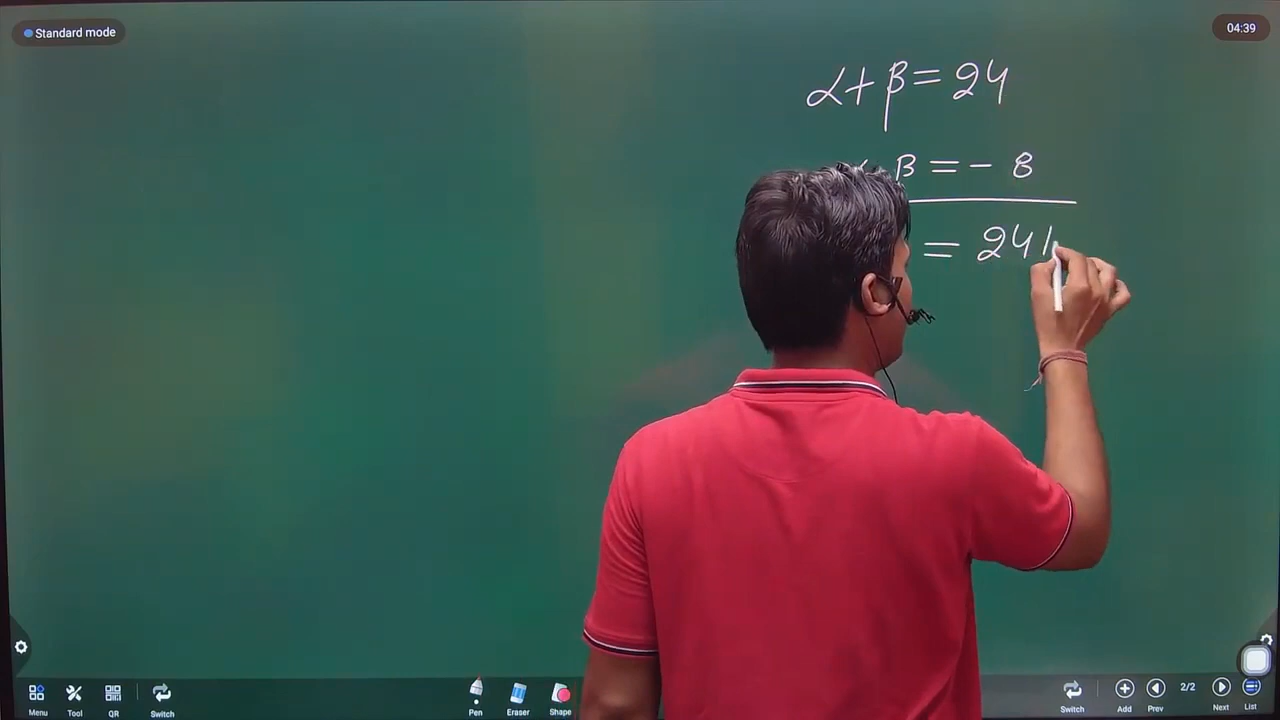 Standard mode
04:39
α+β=24
β=- 8
= 24
Menu Tool QR Switch Pen Eraser Shape Switch Add Prev 2/2 Next List